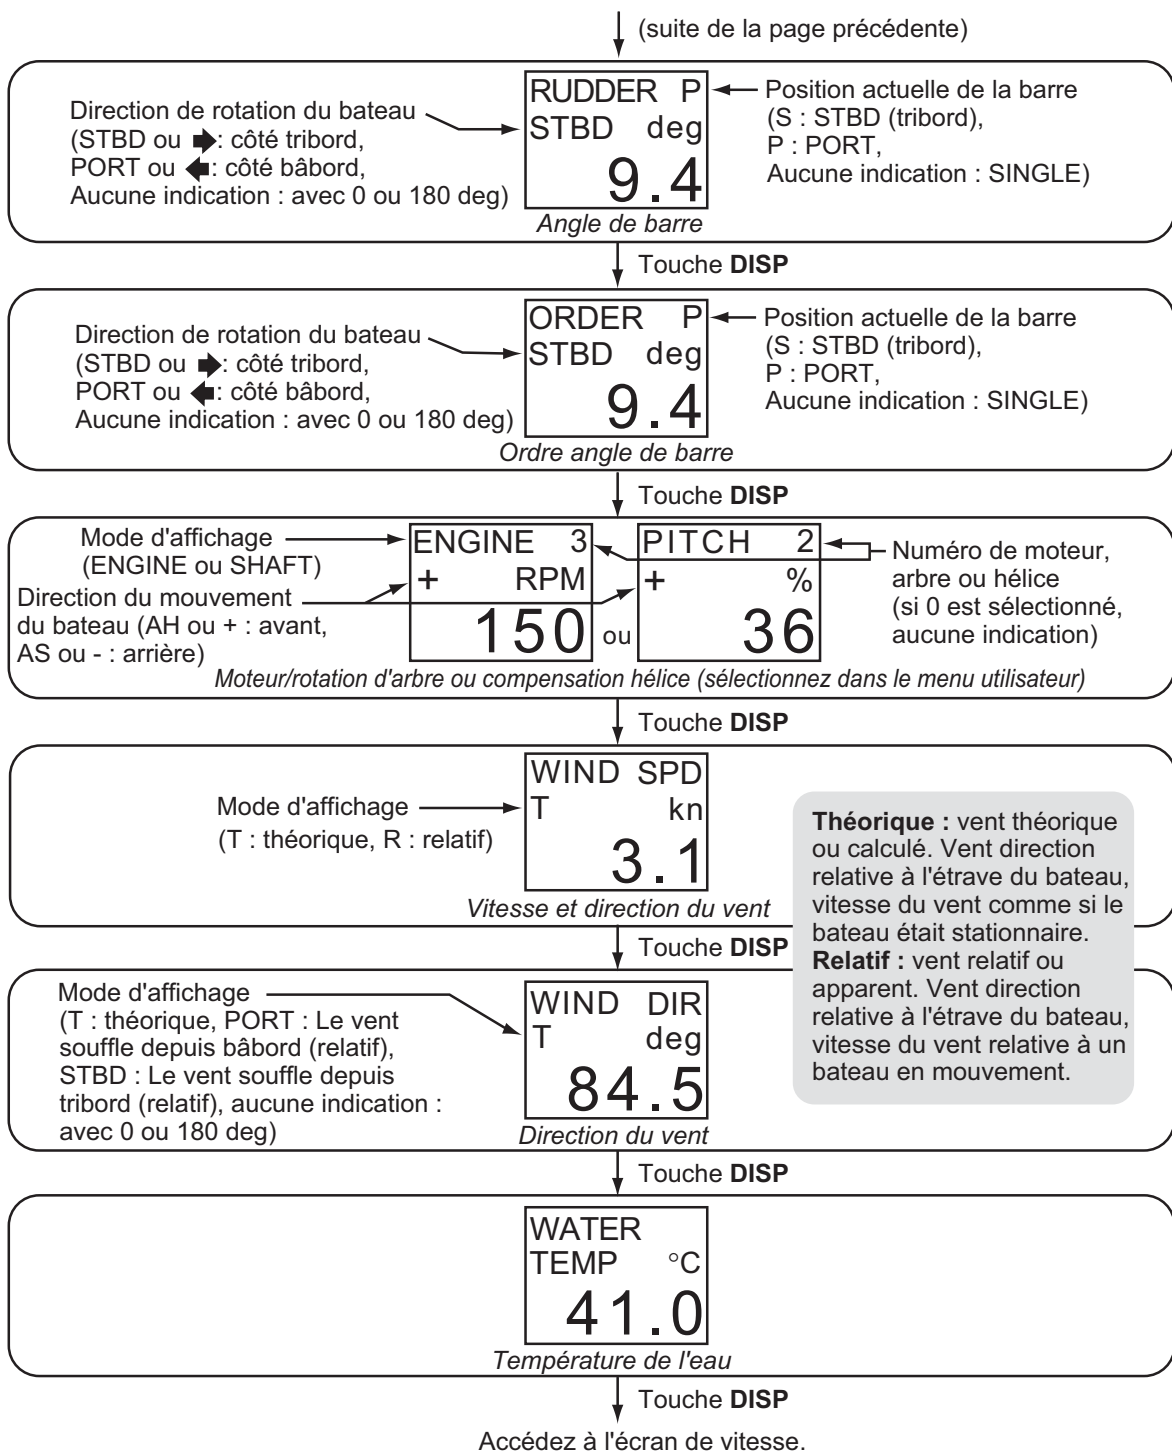 (suite de la page précédente)
Direction de rotation du bateau
(STBD ou ➡: côté tribord,
PORT ou ⬅: côté bâbord,
Aucune indication : avec 0 ou 180 deg)
RUDDER P
STBD deg
9.4
Position actuelle de la barre
(S : STBD (tribord),
P : PORT,
Aucune indication : SINGLE)
Angle de barre
Touche DISP
Direction de rotation du bateau
(STBD ou ➡: côté tribord,
PORT ou ⬅: côté bâbord,
Aucune indication : avec 0 ou 180 deg)
ORDER P
STBD deg
9.4
Position actuelle de la barre
(S : STBD (tribord),
P : PORT,
Aucune indication : SINGLE)
Ordre angle de barre
Touche DISP
Mode d'affichage
(ENGINE ou SHAFT)
Direction du mouvement
du bateau (AH ou + : avant,
AS ou - : arrière)
ENGINE 3
+ RPM
150
ou
PITCH 2
+ %
36
Numéro de moteur,
arbre ou hélice
(si 0 est sélectionné,
aucune indication)
Moteur/rotation d'arbre ou compensation hélice (sélectionnez dans le menu utilisateur)
Touche DISP
Mode d'affichage
(T : théorique, R : relatif)
WIND SPD
T kn
3.1
Vitesse et direction du vent
Théorique : vent théorique
ou calculé. Vent direction
relative à l'étrave du bateau,
vitesse du vent comme si le
bateau était stationnaire.
Relatif : vent relatif ou
apparent. Vent direction
relative à l'étrave du bateau,
vitesse du vent relative à un
bateau en mouvement.
Touche DISP
Mode d'affichage
(T : théorique, PORT : Le vent
souffle depuis bâbord (relatif),
STBD : Le vent souffle depuis
tribord (relatif), aucune indication :
avec 0 ou 180 deg)
WIND DIR
T deg
84.5
Direction du vent
Touche DISP
WATER
TEMP °C
41.0
Température de l'eau
Touche DISP
Accédez à l'écran de vitesse.